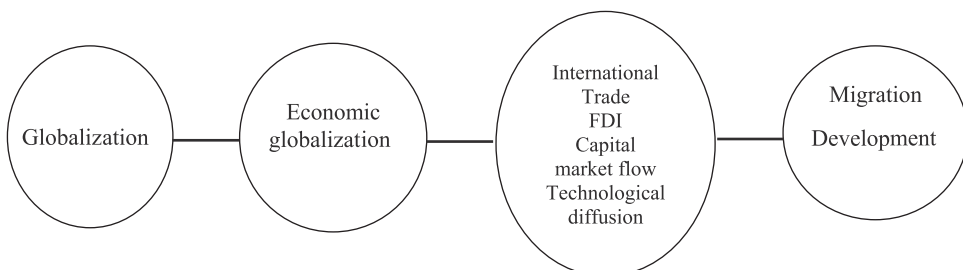 Globalization
Economic
globalization
International
Trade
FDI
Capital
market flow
Technological
diffusion
Migration
Development